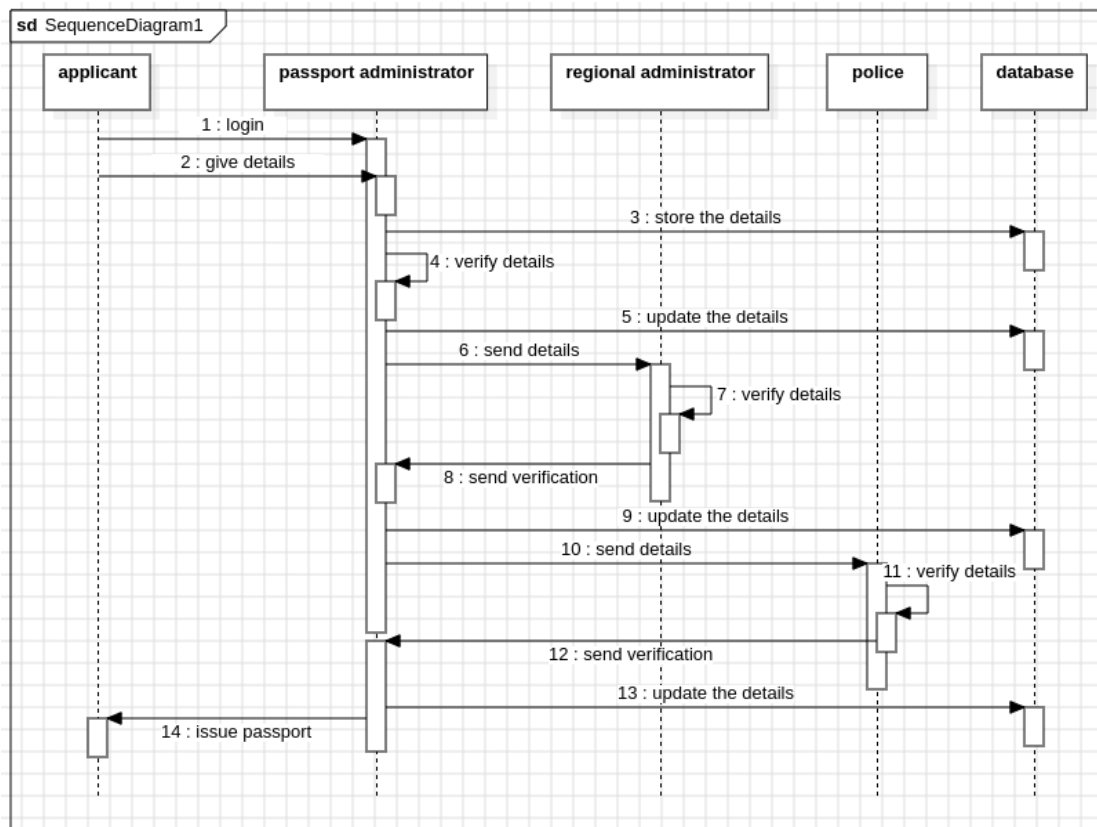 sd SequenceDiagram1
applicant
passport administrator
regional administrator
police
database
1 : login
2 : give details
3 : store the details
4 : verify details
5 : update the details
6 : send details
7 : verify details
8 : send verification
9 : update the details
10 : send details
11 : verify details
12 : send verification
13 : update the details
14 : issue passport